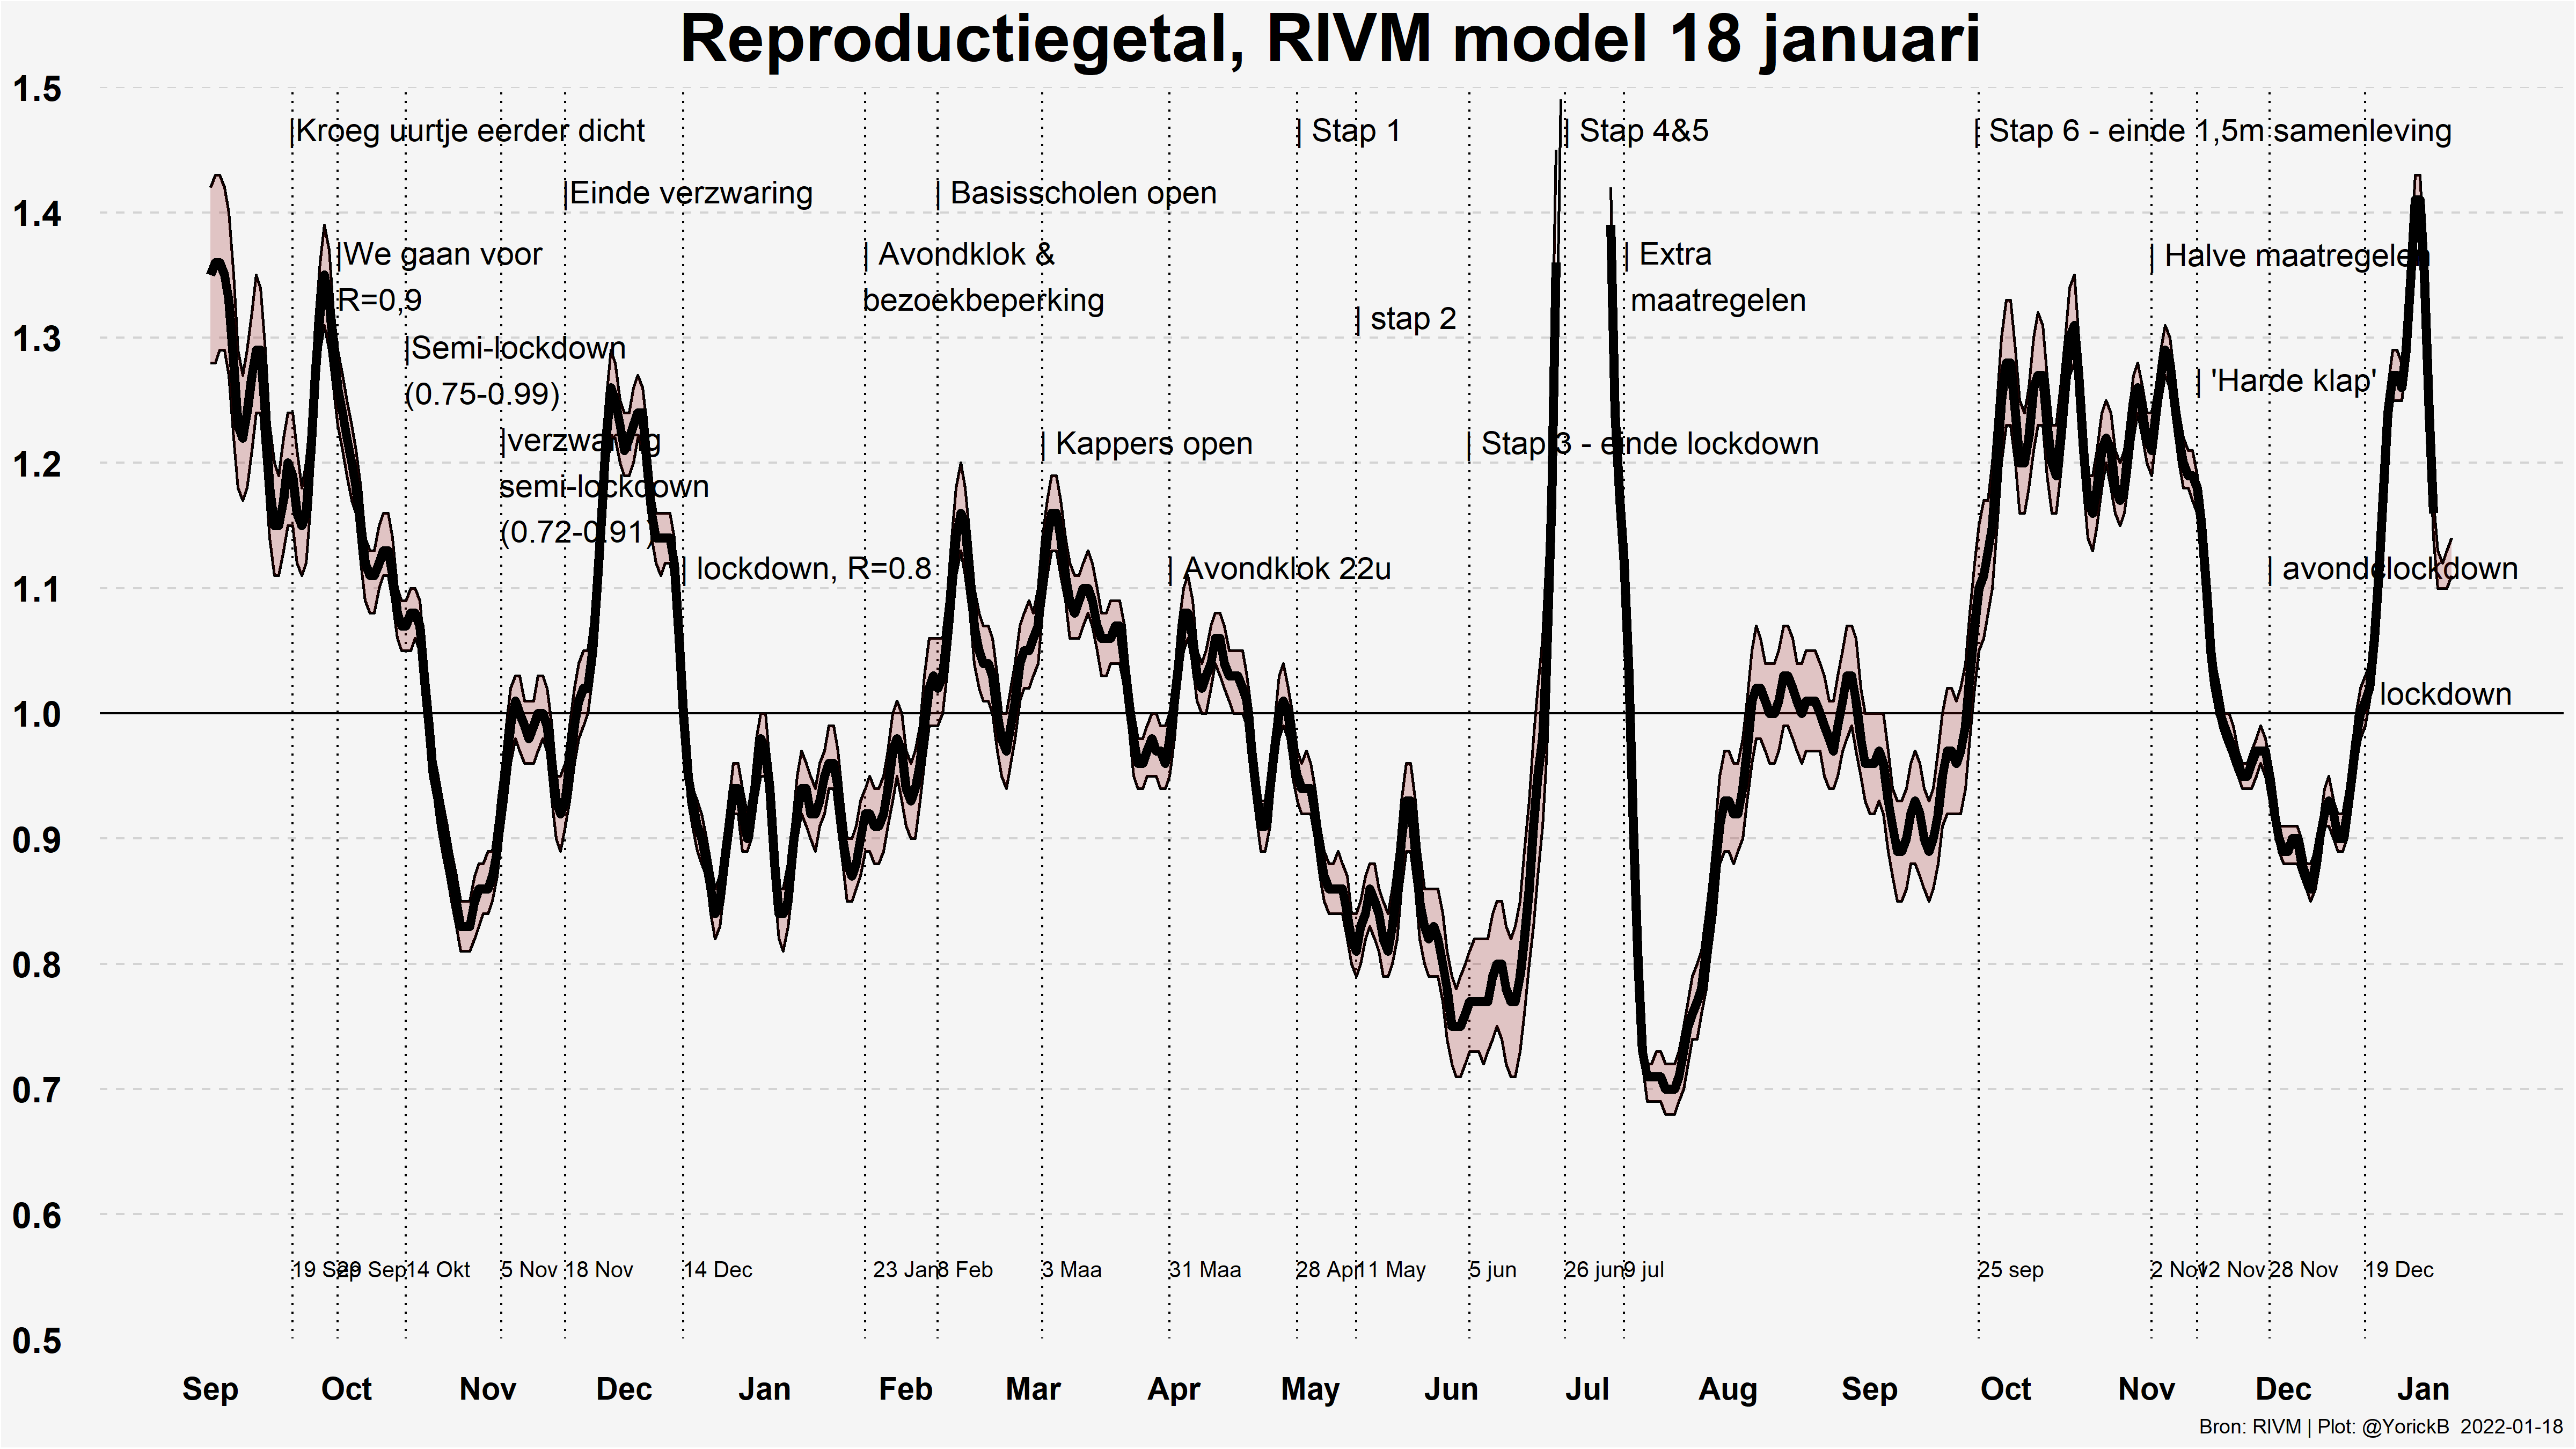 Reproductiegetal, RIVM model 18 januari
1.5
1.4
1.3
1.2
1.1
1.0
0.9
0.8
0.7
0.6
0.5
|Kroeg uurtje eerder dicht
|We gaan voor
R=0,9
|Semi-lockdown
(0.75-0.99)
|verzwaring
semi-lockdown
(0.72-0.91)
|Einde verzwaring
| lockdown, R=0.8
| Avondklok &
bezoekbeperking
| Basisscholen open
| Kappers open
| Avondklok 22u
| Stap 1
| stap 2
| Stap 3 - einde lockdown
| Stap 4&5
| Extra
maatregelen
| Stap 6 - einde 1,5m samenleving
| Halve maatregelen
| 'Harde klap'
| avondelockdown
lockdown
19 Sep
29 Sep
14 Okt
5 Nov
18 Nov
14 Dec
23 Jan
8 Feb
3 Maa
31 Maa
28 Apr
11 May
5 jun
26 jun
9 jul
25 sep
2 Nov
12 Nov
28 Nov
19 Dec
Sep Oct Nov Dec Jan Feb Mar Apr May Jun Jul Aug Sep Oct Nov Dec Jan
Bron: RIVM | Plot: @YorickB 2022-01-18